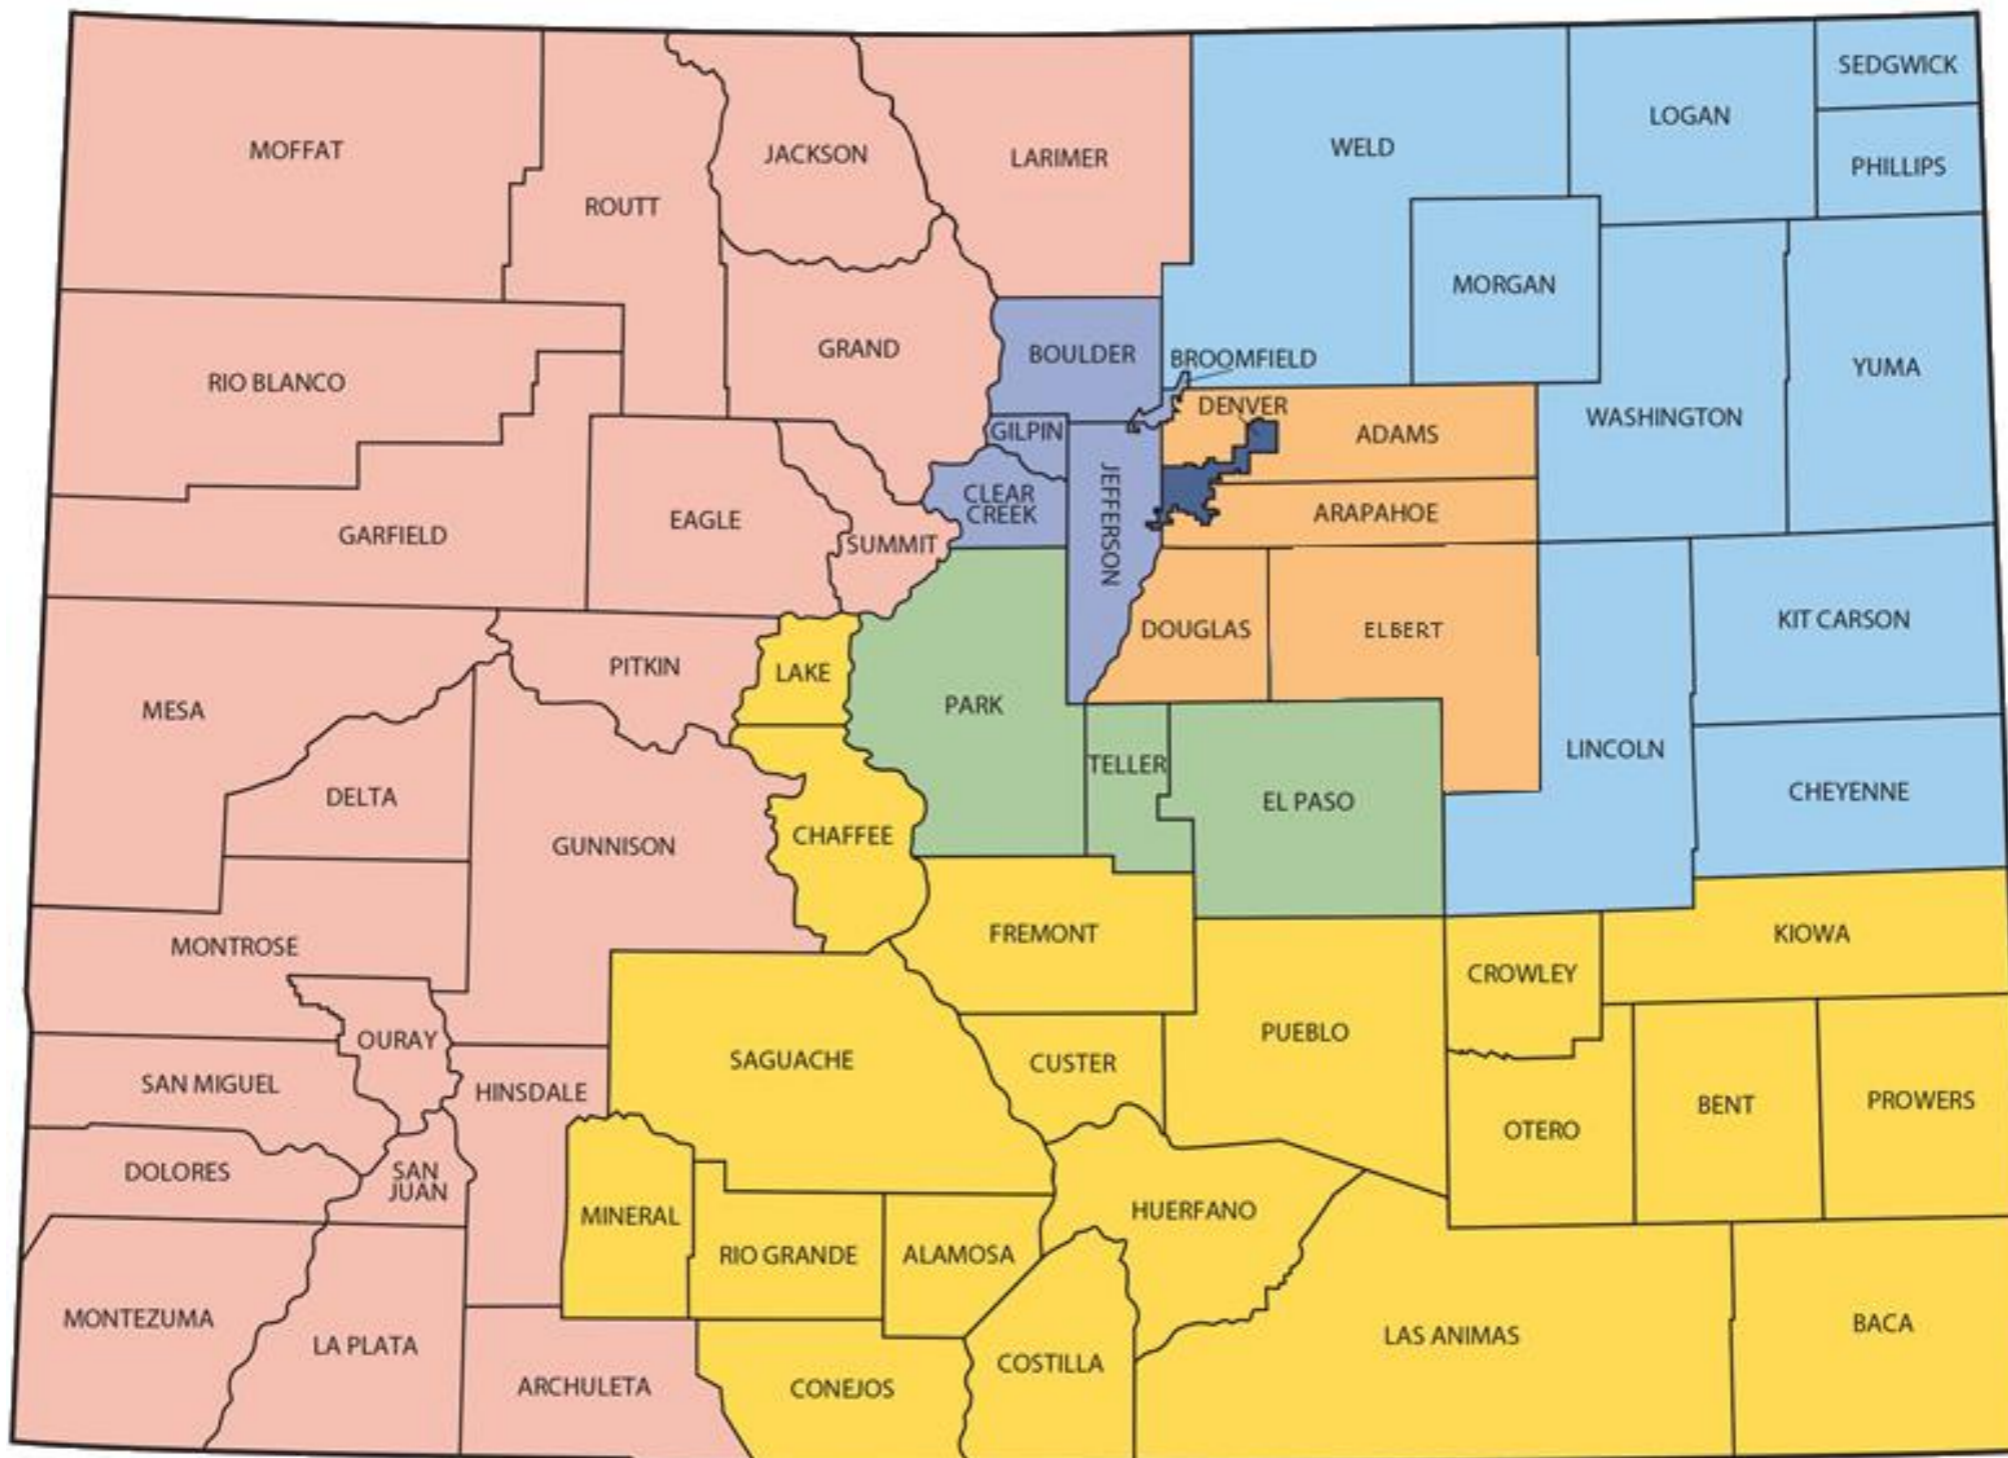 SEDGWICK
LOGAN
WELD
MOFFAT
JACKSON
LARIMER
PHILLIPS
ROUTT
MORGAN
GRAND
BOULDER
BROOMFIELD
YUMA
RIO BLANCO
DENVER
WASHINGTON
GILPIN
ADAMS
CLEAR
CREEK
JEFFERSON
ARAPAHOE
EAGLE
GARFIELD
SUMMIT
KIT CARSON
DOUGLAS
ELBERT
PITKIN
LAKE
MESA
PARK
LINCOLN
TELLER
CHEYENNE
DELTA
EL PASO
CHAFFEE
GUNNISON
FREMONT
KIOWA
MONTROSE
CROWLEY
PUEBLO
OURAY
SAGUACHE
CUSTER
SAN MIGUEL
HINSDALE
PROWERS
BENT
OTERO
DOLORES
SAN
JUAN
HUERFANO
MINERAL
RIO GRANDE
ALAMOSA
MONTEZUMA
BACA
LAS ANIMAS
LA PLATA
COSTILLA
ARCHULETA
CONEJOS